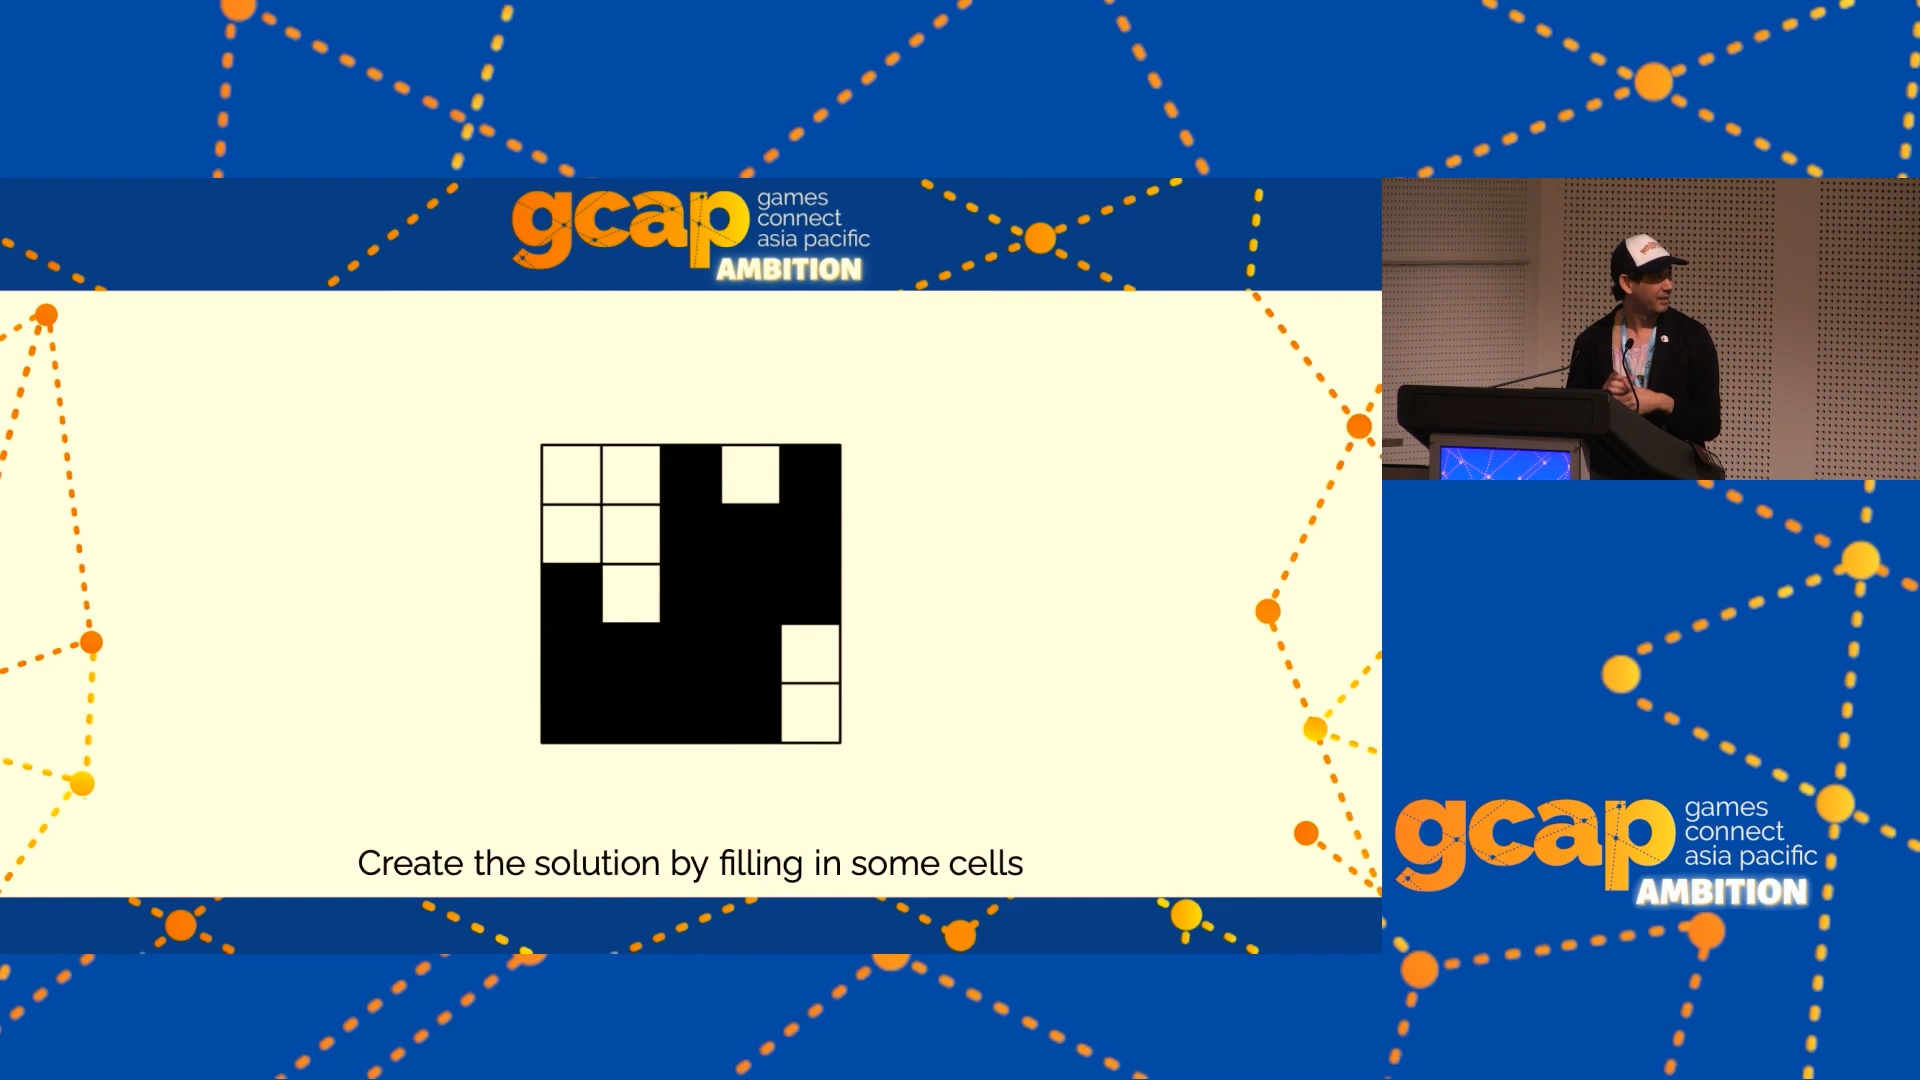 gcap games
connect
asia pacific
AMBITION
Create the solution by filling in some cells
gcap games
connect
asia pacific
AMBITION